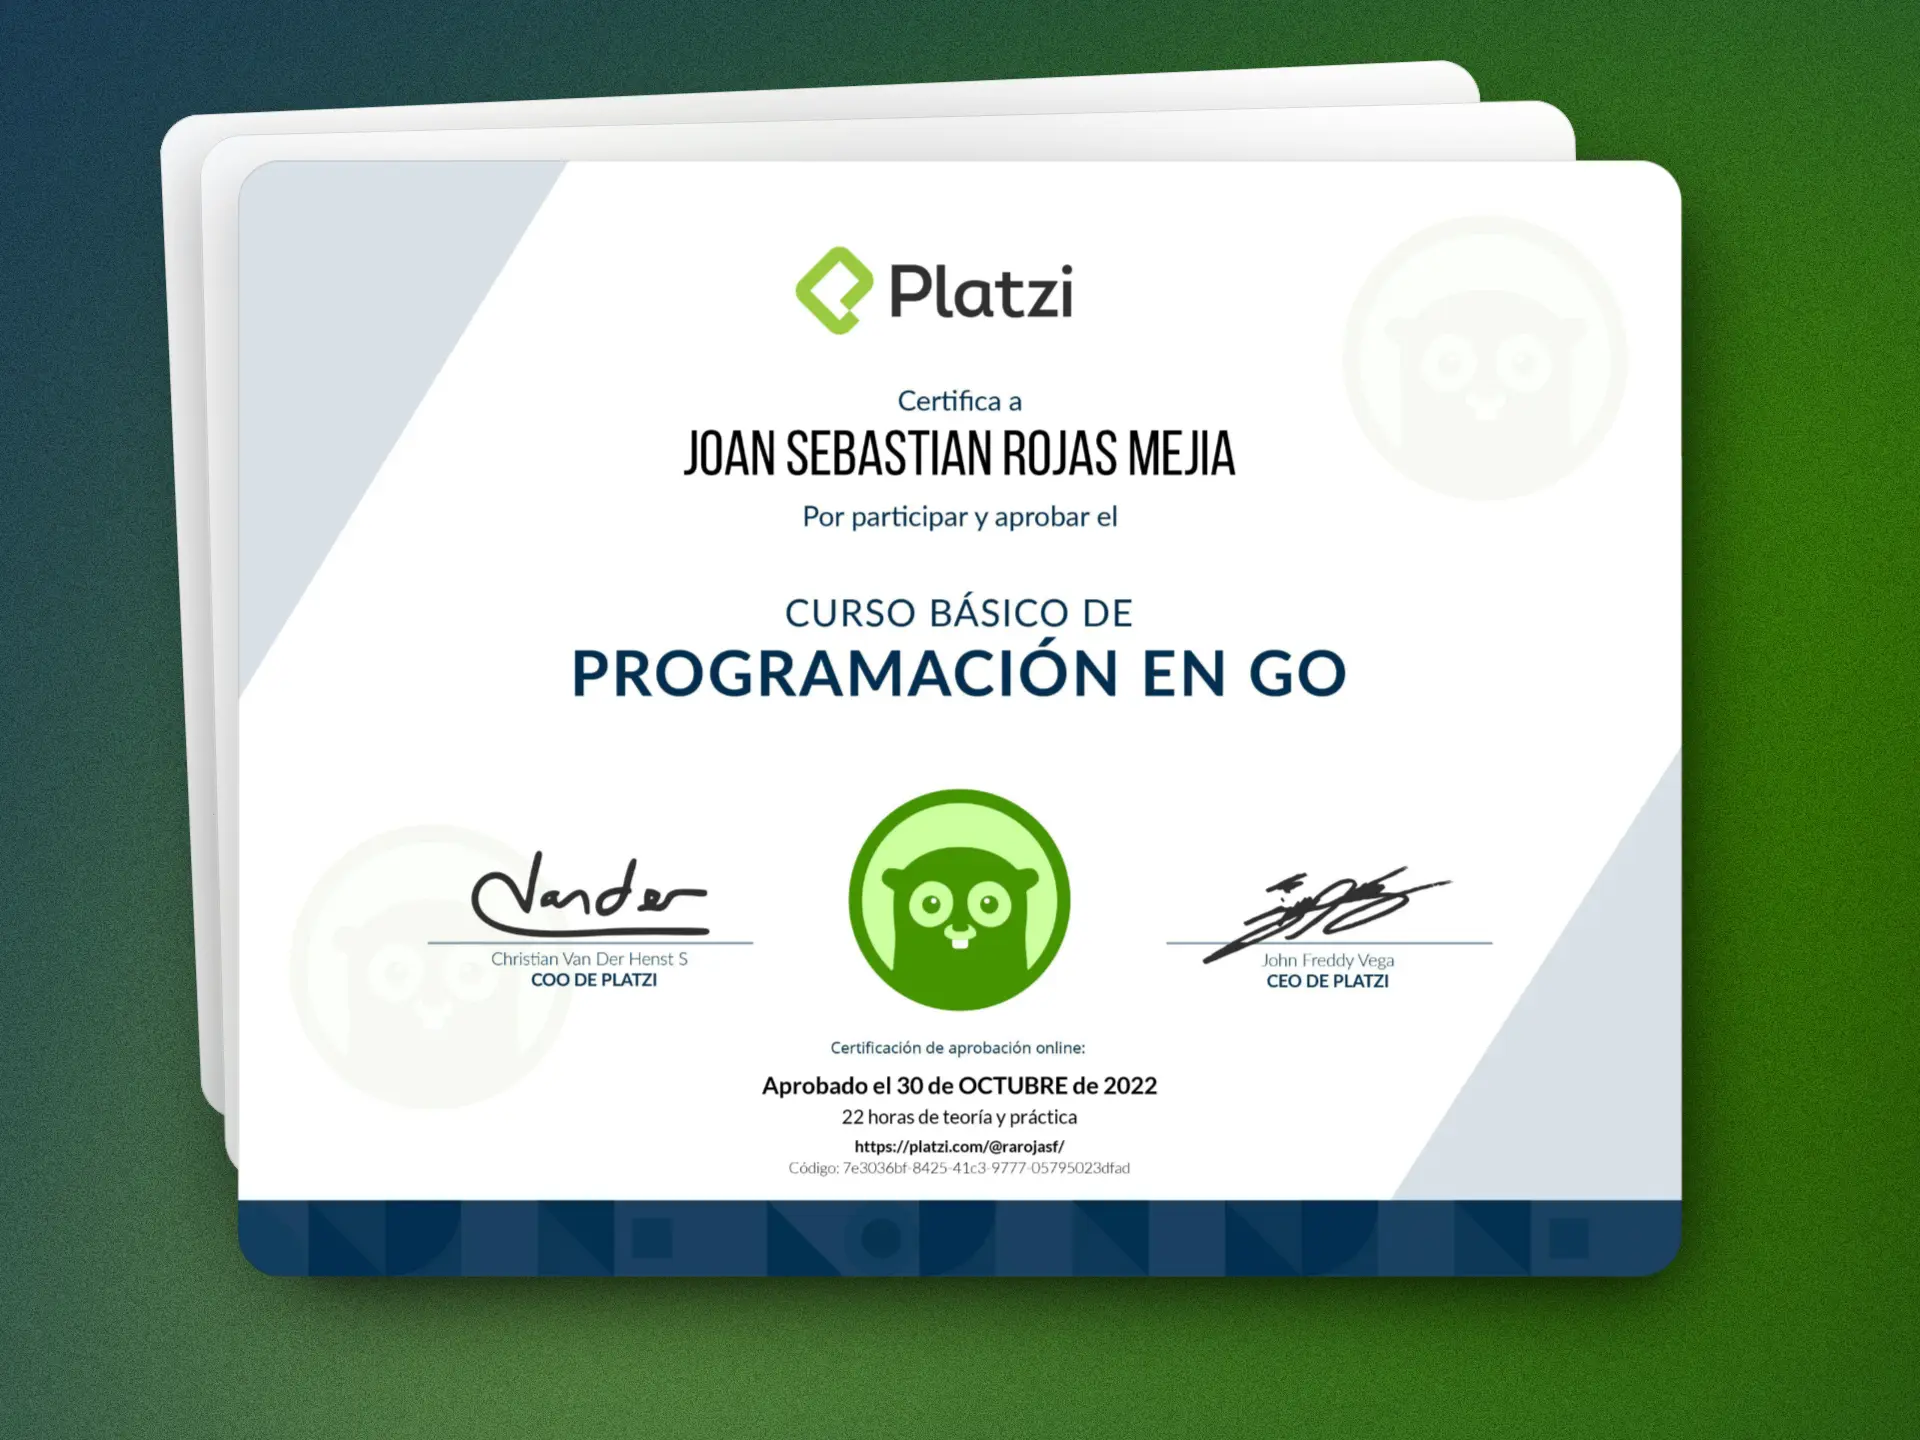 Platzi
Certifica a
JOAN SEBASTIAN ROJAS MEJIA
Por participar y aprobar el
CURSO BÁSICO DE
PROGRAMACIÓN EN GO
Vander
Christian Van Der Henst S
COO DE PLATZI
John Freddy Vega
CEO DE PLATZI
Certificación de aprobación online:
Aprobado el 30 de OCTUBRE de 2022
22 horas de teoría y práctica
https://platzi.com/@rarojasf/
Código: 7e3036bf-8425-41c3-9777-05795023dfad